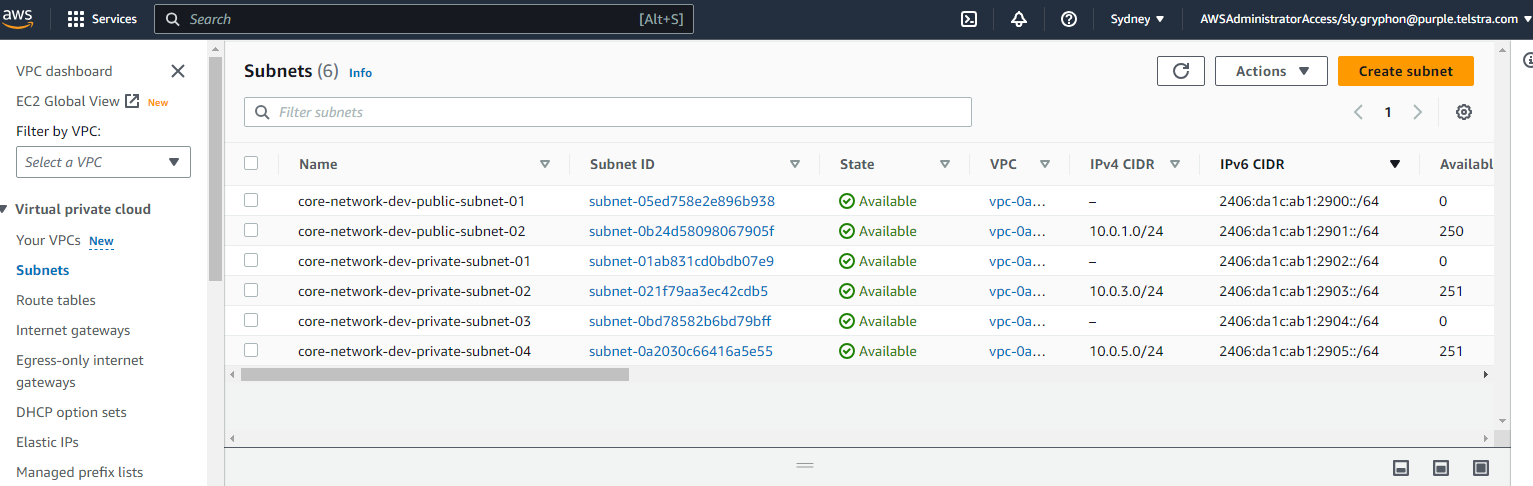 aws Services Search [Alt+S] Sydney AWSAdministratorAccess/sly.gryphon@purple.telstra.com
VPC dashboard
EC2 Global View New
Filter by VPC:
Select a VPC
Virtual private cloud
Your VPCs New
Subnets
Route tables
Internet gateways
Egress-only internet
gateways
DHCP option sets
Elastic IPs
Managed prefix lists
Subnets (6) Info Actions Create subnet
Filter subnets 1
Name Subnet ID State VPC IPv4 CIDR IPv6 CIDR Availabl
core-network-dev-public-subnet-01 subnet-05ed758e2e896b938 Available vpc-0a... – 2406:da1c:ab1:2900::/64 0
core-network-dev-public-subnet-02 subnet-0b24d58098067905f Available vpc-0a... 10.0.1.0/24 2406:da1c:ab1:2901::/64 250
core-network-dev-private-subnet-01 subnet-01ab831cd0bdb07e9 Available vpc-0a... – 2406:da1c:ab1:2902::/64 0
core-network-dev-private-subnet-02 subnet-021f79aa3ec42cdb5 Available vpc-0a... 10.0.3.0/24 2406:da1c:ab1:2903::/64 251
core-network-dev-private-subnet-03 subnet-0bd78582b6bd79bff Available vpc-0a... – 2406:da1c:ab1:2904::/64 0
core-network-dev-private-subnet-04 subnet-0a2030c66416a5e55 Available vpc-0a... 10.0.5.0/24 2406:da1c:ab1:2905::/64 251